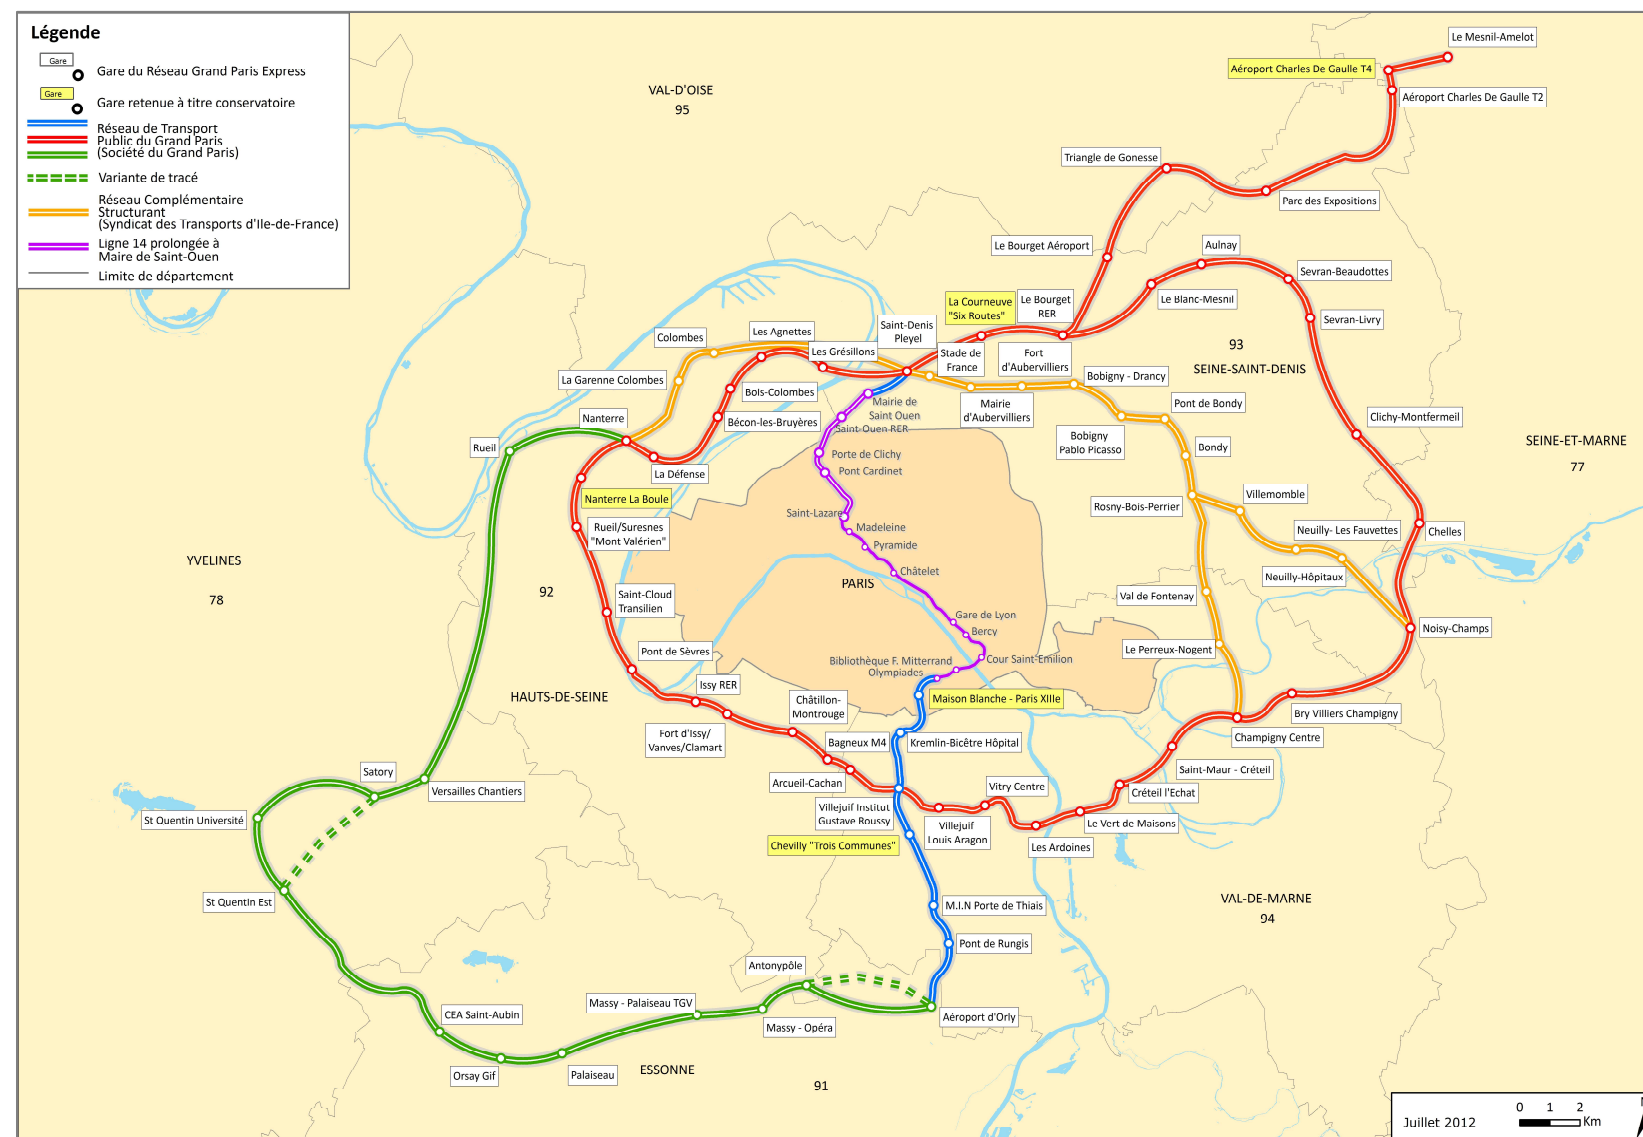 Légende
Gare
Gare du Réseau Grand Paris Express
Gare
Gare retenue à titre conservatoire
Réseau de Transport
Public du Grand Paris
(Société du Grand Paris)
Variante de tracé
Réseau Complémentaire
Structurant
(Syndicat des Transports d'Ile-de-France)
Ligne 14 prolongée à
Maire de Saint-Ouen
Limite de département
VAL-D'OISE
95
Le Mesnil-Amelot
Aéroport Charles De Gaulle T4
Aéroport Charles De Gaulle T2
Triangle de Gonesse
Parc des Expositions
Le Bourget Aéroport
Aulnay
Sevran-Beaudottes
Le Blanc-Mesnil
Sevran-Livry
La Courneuve
"Six Routes"
Le Bourget
RER
Saint-Denis
Pleyel
Les Agnettes
Colombes
Les Grésillons
Stade de
France
Fort
d'Aubervilliers
93
SEINE-SAINT-DENIS
La Garenne Colombes
Bois-Colombes
Bobigny - Drancy
Mairie de
Saint Ouen
Mairie
d'Aubervilliers
Pont de Bondy
Nanterre
Bécon-les-Bruyères
Saint-Ouen RER
Clichy-Montfermeil
Rueil
Bobigny
Pablo Picasso
Bondy
SEINE-ET-MARNE
77
La Défense
Porte de Clichy
Pont Cardinet
Nanterre La Boule
Rosny-Bois-Perrier
Villemomble
Saint-Lazare
Rueil/Suresnes
"Mont Valérien"
Madeleine
Neuilly- Les Fauvettes
Chelles
Pyramide
YVELINES
78
Châtelet
Neuilly-Hôpitaux
PARIS
92
Saint-Cloud
Transilien
Val de Fontenay
Gare de Lyon
Noisy-Champs
Bercy
Pont de Sèvres
Le Perreux-Nogent
Bibliothèque F. Mitterrand
Cour Saint-Emilion
Olympiades
Issy RER
HAUTS-DE-SEINE
Châtillon-
Montrouge
Maison Blanche - Paris XIIIe
Bry Villiers Champigny
Fort d'Issy/
Vanves/Clamart
Bagneux M4
Kremlin-Bicêtre Hôpital
Champigny Centre
Satory
Versailles Chantiers
Arcueil-Cachan
Saint-Maur - Créteil
Vitry Centre
Créteil l'Echat
St Quentin Université
Villejuif Institut
Gustave Roussy
Villejuif
Louis Aragon
Le Vert de Maisons
Chevilly "Trois Communes"
Les Ardoines
St Quentin Est
M.I.N Porte de Thiais
VAL-DE-MARNE
94
Pont de Rungis
Antonypôle
Massy - Palaiseau TGV
CEA Saint-Aubin
Massy - Opéra
Aéroport d'Orly
Orsay Gif
Palaiseau
ESSONNE
91
Juillet 2012
0 1 2
Km